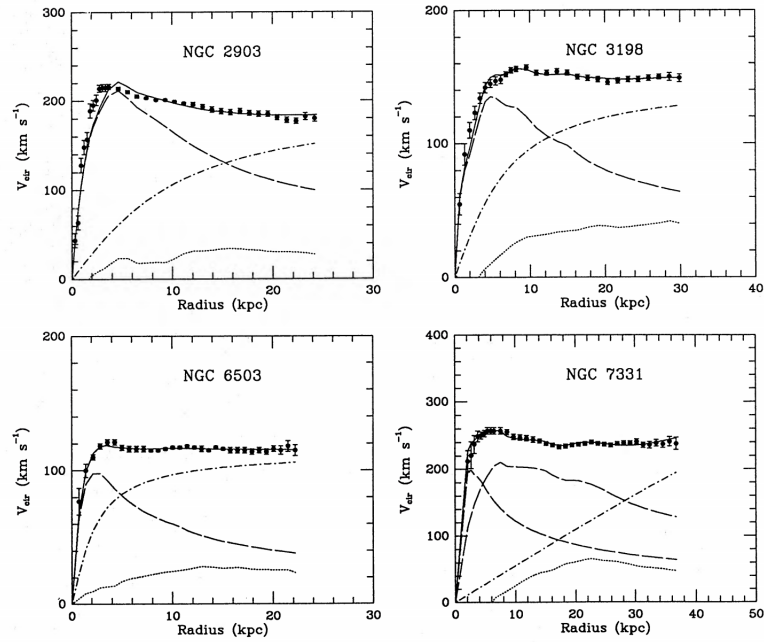 NGC 2903
300
200
100
0
V_cir (km s⁻¹)
0 10 20 30
Radius (kpc)
NGC 3198
200
100
0
V_cir (km s⁻¹)
0 10 20 30 40
Radius (kpc)
NGC 6503
200
100
0
V_cir (km s⁻¹)
0 10 20 30
Radius (kpc)
NGC 7331
400
300
200
100
0
V_cir (km s⁻¹)
0 10 20 30 40 50
Radius (kpc)